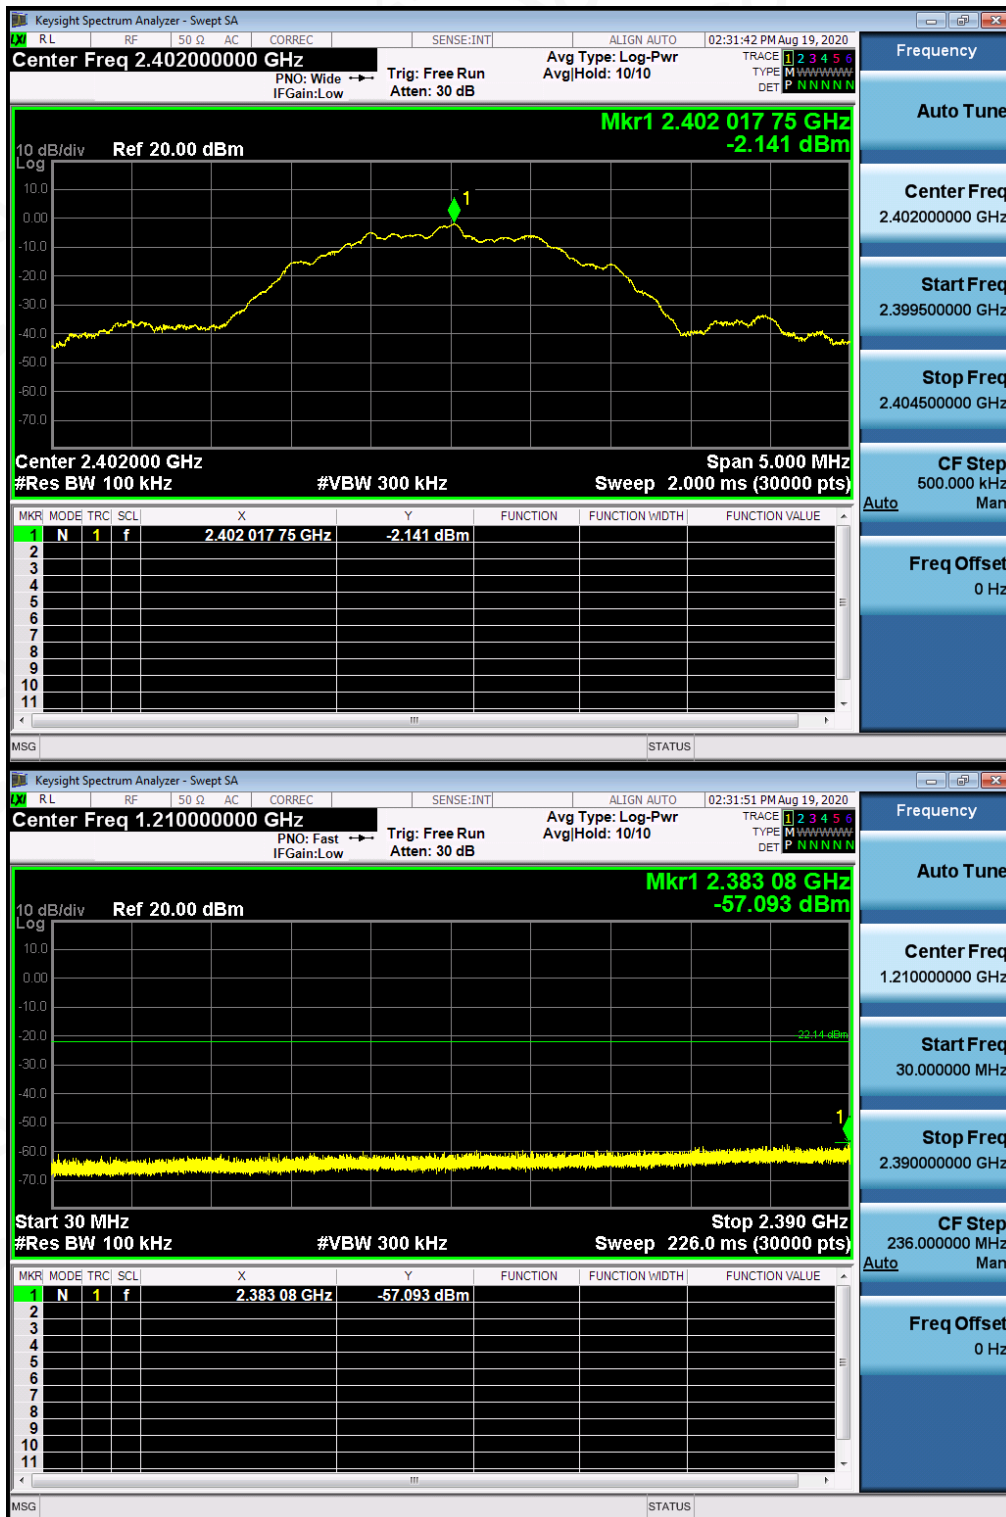 Keysight Spectrum Analyzer - Swept SA
LXI RL RF 50 Ω AC CORREC SENSE:INT ALIGN AUTO 02:31:42 PM Aug 19, 2020
Center Freq 2.402000000 GHz
PNO: Wide
IFGain:Low
Trig: Free Run
Atten: 30 dB
Avg Type: Log-Pwr
Avg|Hold: 10/10
TRACE 1 2 3 4 5 6
TYPE M W W W W W
DET P N N N N N
Mkr1 2.402 017 75 GHz
-2.141 dBm
10 dB/div Ref 20.00 dBm
Log
10.0
0.00
-10.0
-20.0
-30.0
-40.0
-50.0
-60.0
-70.0
1
Center 2.402000 GHz Span 5.000 MHz
#Res BW 100 kHz #VBW 300 kHz Sweep 2.000 ms (30000 pts)
MKR MODE TRC SCL X Y FUNCTION FUNCTION WIDTH FUNCTION VALUE
1 N 1 f 2.402 017 75 GHz -2.141 dBm
2
3
4
5
6
7
8
9
10
11
MSG STATUS
Frequency
Auto Tune
Center Freq
2.402000000 GHz
Start Freq
2.399500000 GHz
Stop Freq
2.404500000 GHz
CF Step
500.000 kHz
Auto Man
Freq Offset
0 Hz
Keysight Spectrum Analyzer - Swept SA
LXI RL RF 50 Ω AC CORREC SENSE:INT ALIGN AUTO 02:31:51 PM Aug 19, 2020
Center Freq 1.210000000 GHz
PNO: Fast
IFGain:Low
Trig: Free Run
Atten: 30 dB
Avg Type: Log-Pwr
Avg|Hold: 10/10
TRACE 1 2 3 4 5 6
TYPE M W W W W W
DET P N N N N N
Mkr1 2.383 08 GHz
-57.093 dBm
10 dB/div Ref 20.00 dBm
Log
10.0
0.00
-10.0
-20.0
-30.0
-40.0
-50.0
-60.0
-70.0
-22.14 dBm
1
Start 30 MHz Stop 2.390 GHz
#Res BW 100 kHz #VBW 300 kHz Sweep 226.0 ms (30000 pts)
MKR MODE TRC SCL X Y FUNCTION FUNCTION WIDTH FUNCTION VALUE
1 N 1 f 2.383 08 GHz -57.093 dBm
2
3
4
5
6
7
8
9
10
11
MSG STATUS
Frequency
Auto Tune
Center Freq
1.210000000 GHz
Start Freq
30.000000 MHz
Stop Freq
2.390000000 GHz
CF Step
236.000000 MHz
Auto Man
Freq Offset
0 Hz